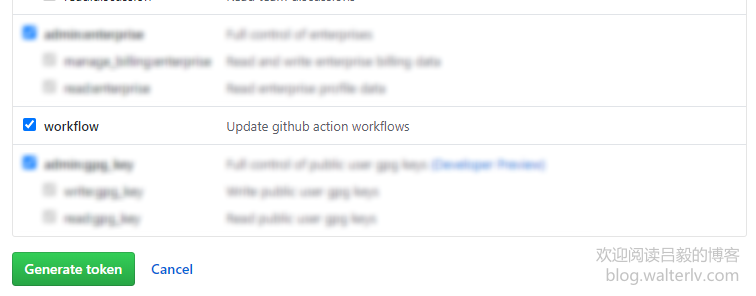 read:discussion Read team discussions
admin:enterprise Full control of enterprises
manage_billing:enterprise Read and write enterprise billing data
read:enterprise Read enterprise profile data
workflow Update github action workflows
admin:gpg_key Full control of public user gpg keys (Developer Preview)
write:gpg_key Write public user gpg keys
read:gpg_key Read public user gpg keys
Generate token Cancel
欢迎阅读吕毅的博客
blog.walterlv.com